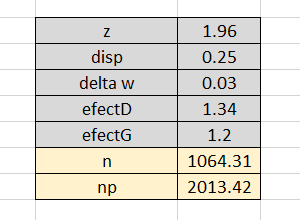 z 1.96
disp 0.25
delta w 0.03
efectD 1.34
efectG 1.2
n 1064.31
np 2013.42